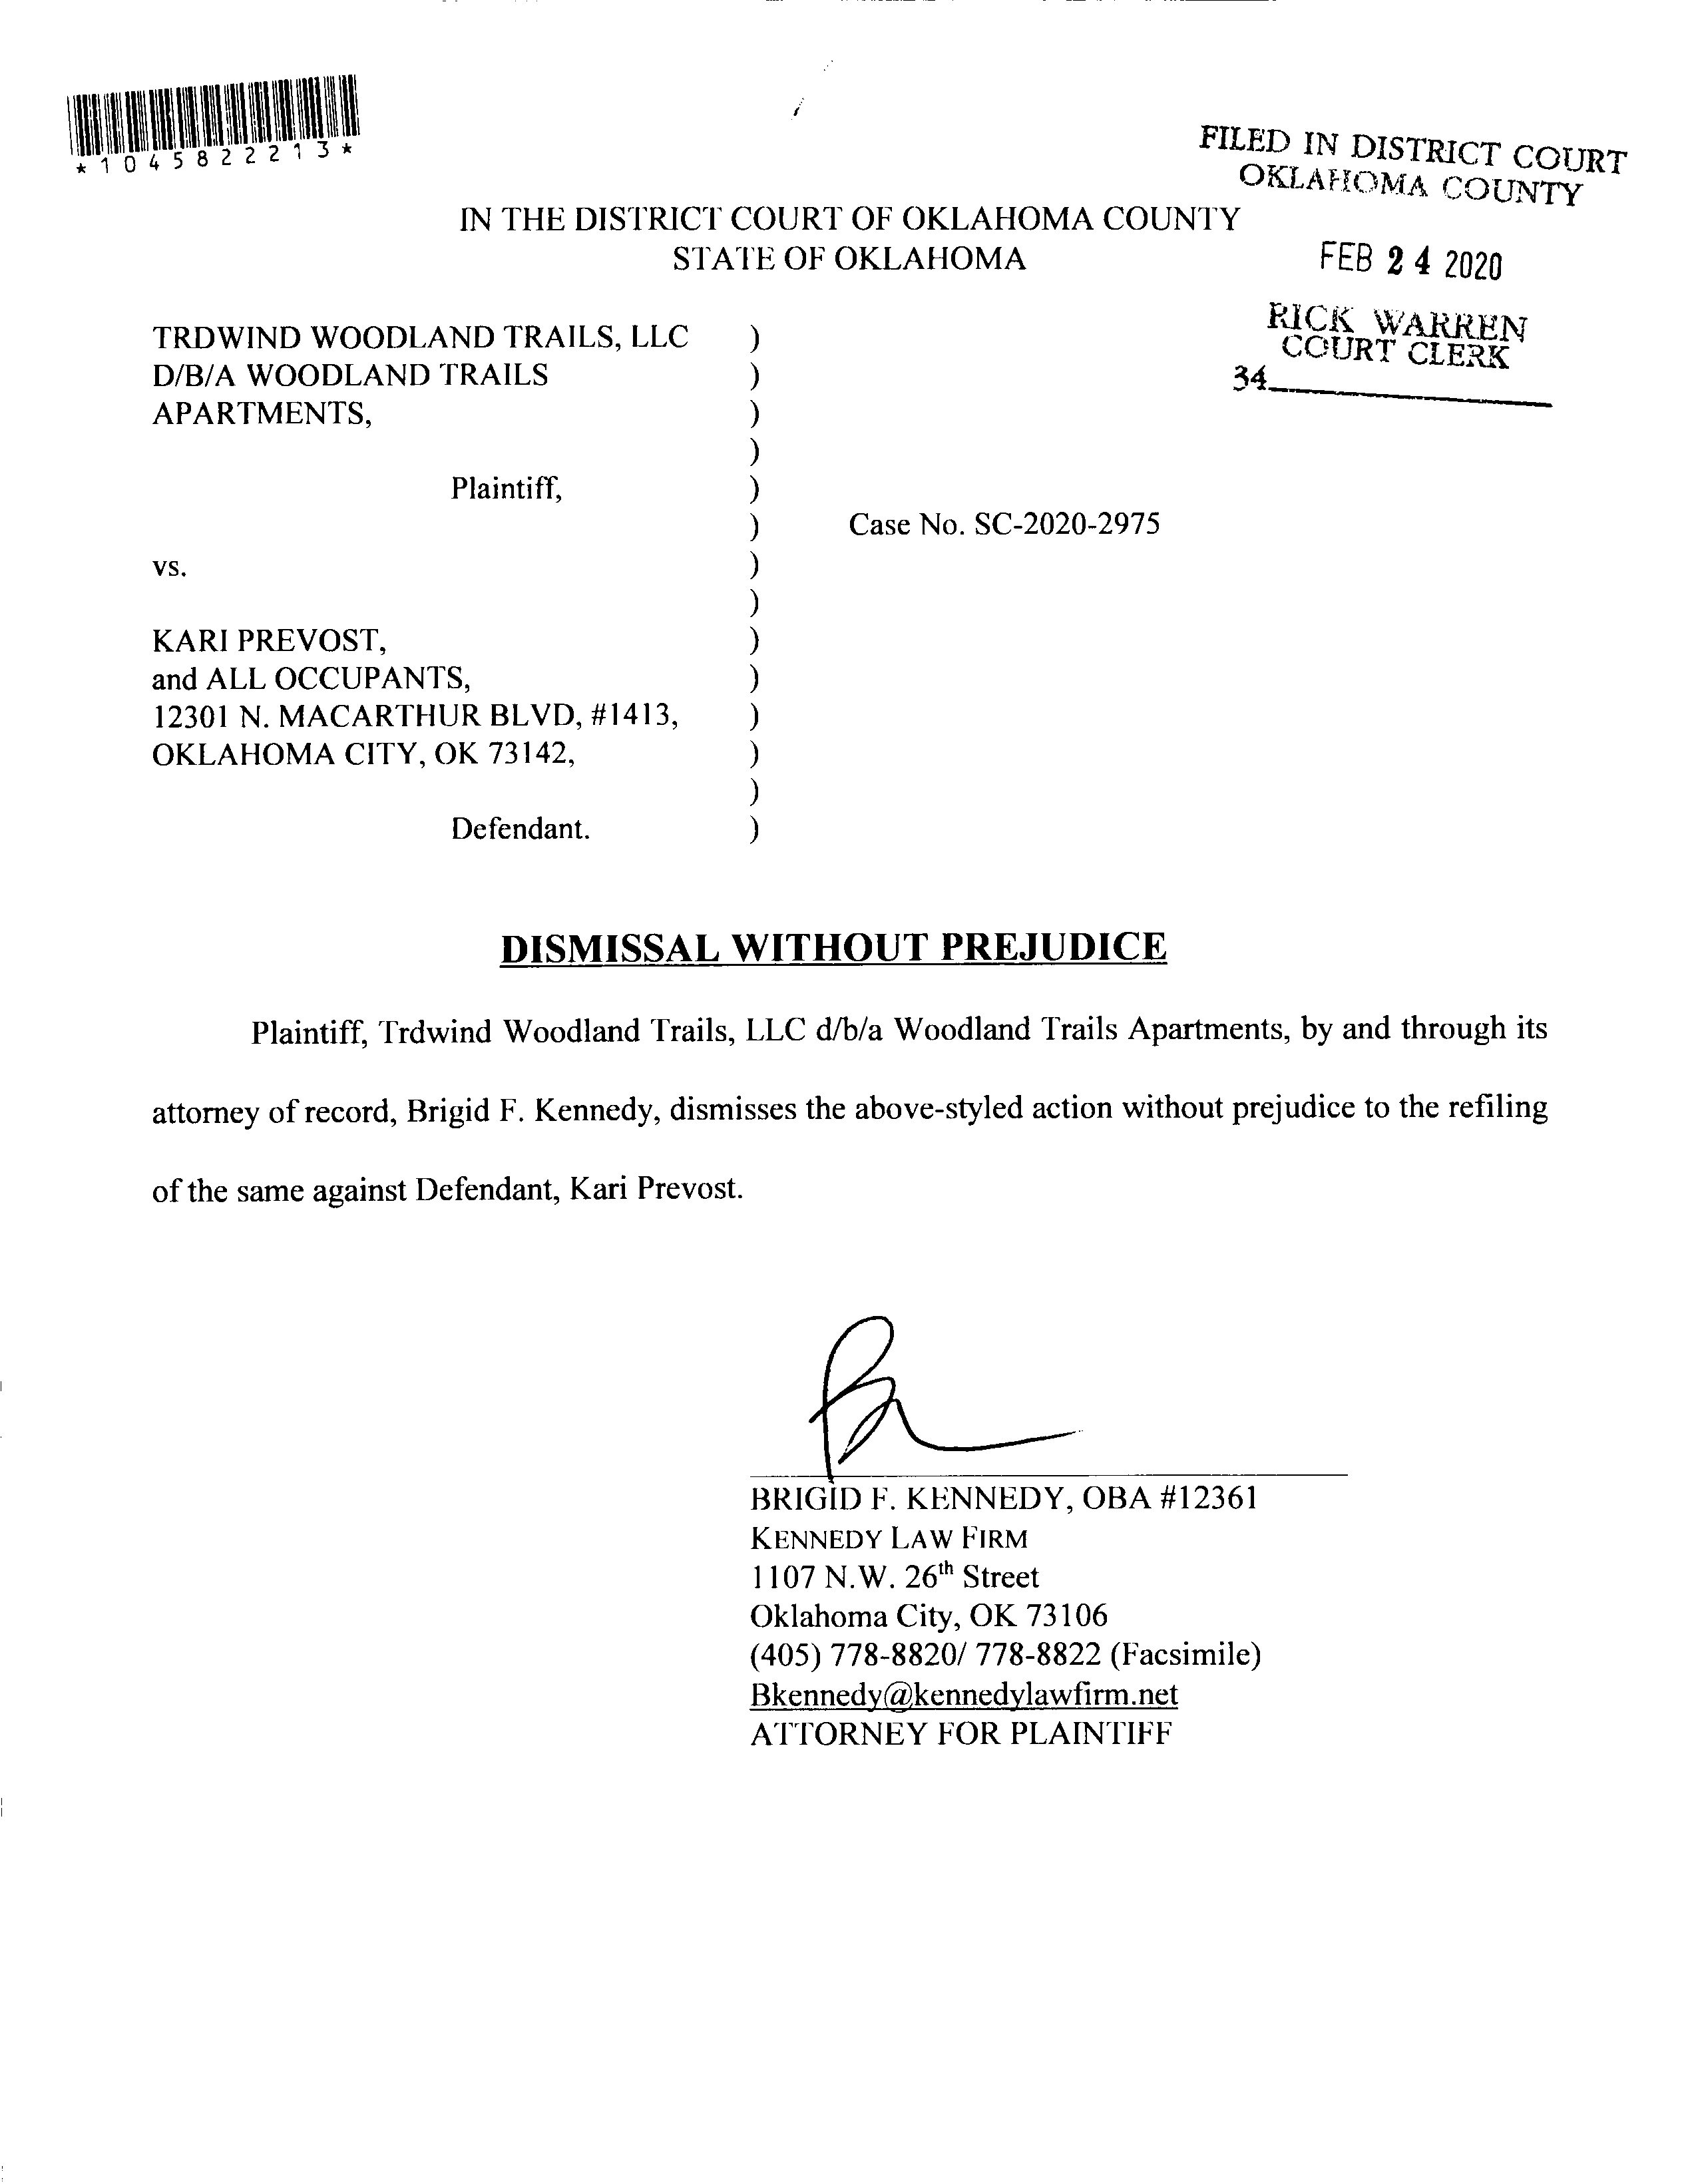 *1045822213*
FILED IN DISTRICT COURT
OKLAHOMA COUNTY
IN THE DISTRICT COURT OF OKLAHOMA COUNTY
STATE OF OKLAHOMA
FEB 24 2020
RICK WARREN
COURT CLERK
34
TRDWIND WOODLAND TRAILS, LLC )
D/B/A WOODLAND TRAILS )
APARTMENTS, )
)
Plaintiff, )
) Case No. SC-2020-2975
vs. )
)
KARI PREVOST, )
and ALL OCCUPANTS, )
12301 N. MACARTHUR BLVD, #1413, )
OKLAHOMA CITY, OK 73142, )
)
Defendant. )
DISMISSAL WITHOUT PREJUDICE
Plaintiff, Trdwind Woodland Trails, LLC d/b/a Woodland Trails Apartments, by and through its
attorney of record, Brigid F. Kennedy, dismisses the above-styled action without prejudice to the refiling
of the same against Defendant, Kari Prevost.
BRIGID F. KENNEDY, OBA #12361
KENNEDY LAW FIRM
1107 N.W. 26th Street
Oklahoma City, OK 73106
(405) 778-8820/ 778-8822 (Facsimile)
Bkennedy@kennedylawfirm.net
ATTORNEY FOR PLAINTIFF